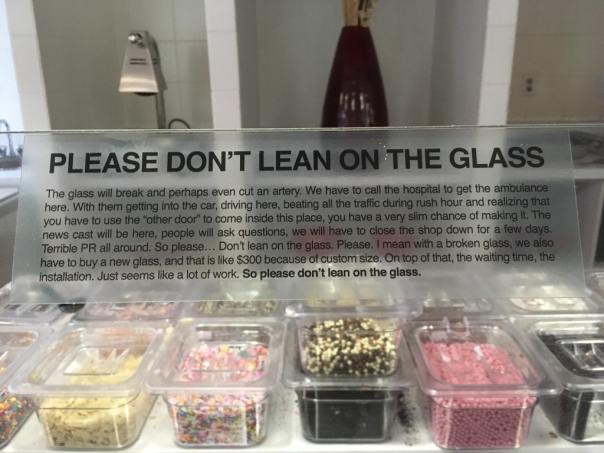 PLEASE DON'T LEAN ON THE GLASS
The glass will break and perhaps even cut an artery. We have to call the hospital to get the ambulance
here. With them getting into the car, driving here, beating all the traffic during rush hour and realizing that
you have to use the “other door” to come inside this place, you have a very slim chance of making it. The
news cast will be here, people will ask questions, we will have to close the shop down for a few days.
Terrible PR all around. So please… Don't lean on the glass. Please. I mean with a broken glass, we also
have to buy a new glass, and that is like $300 because of custom size. On top of that, the waiting time, the
installation. Just seems like a lot of work. So please don't lean on the glass.